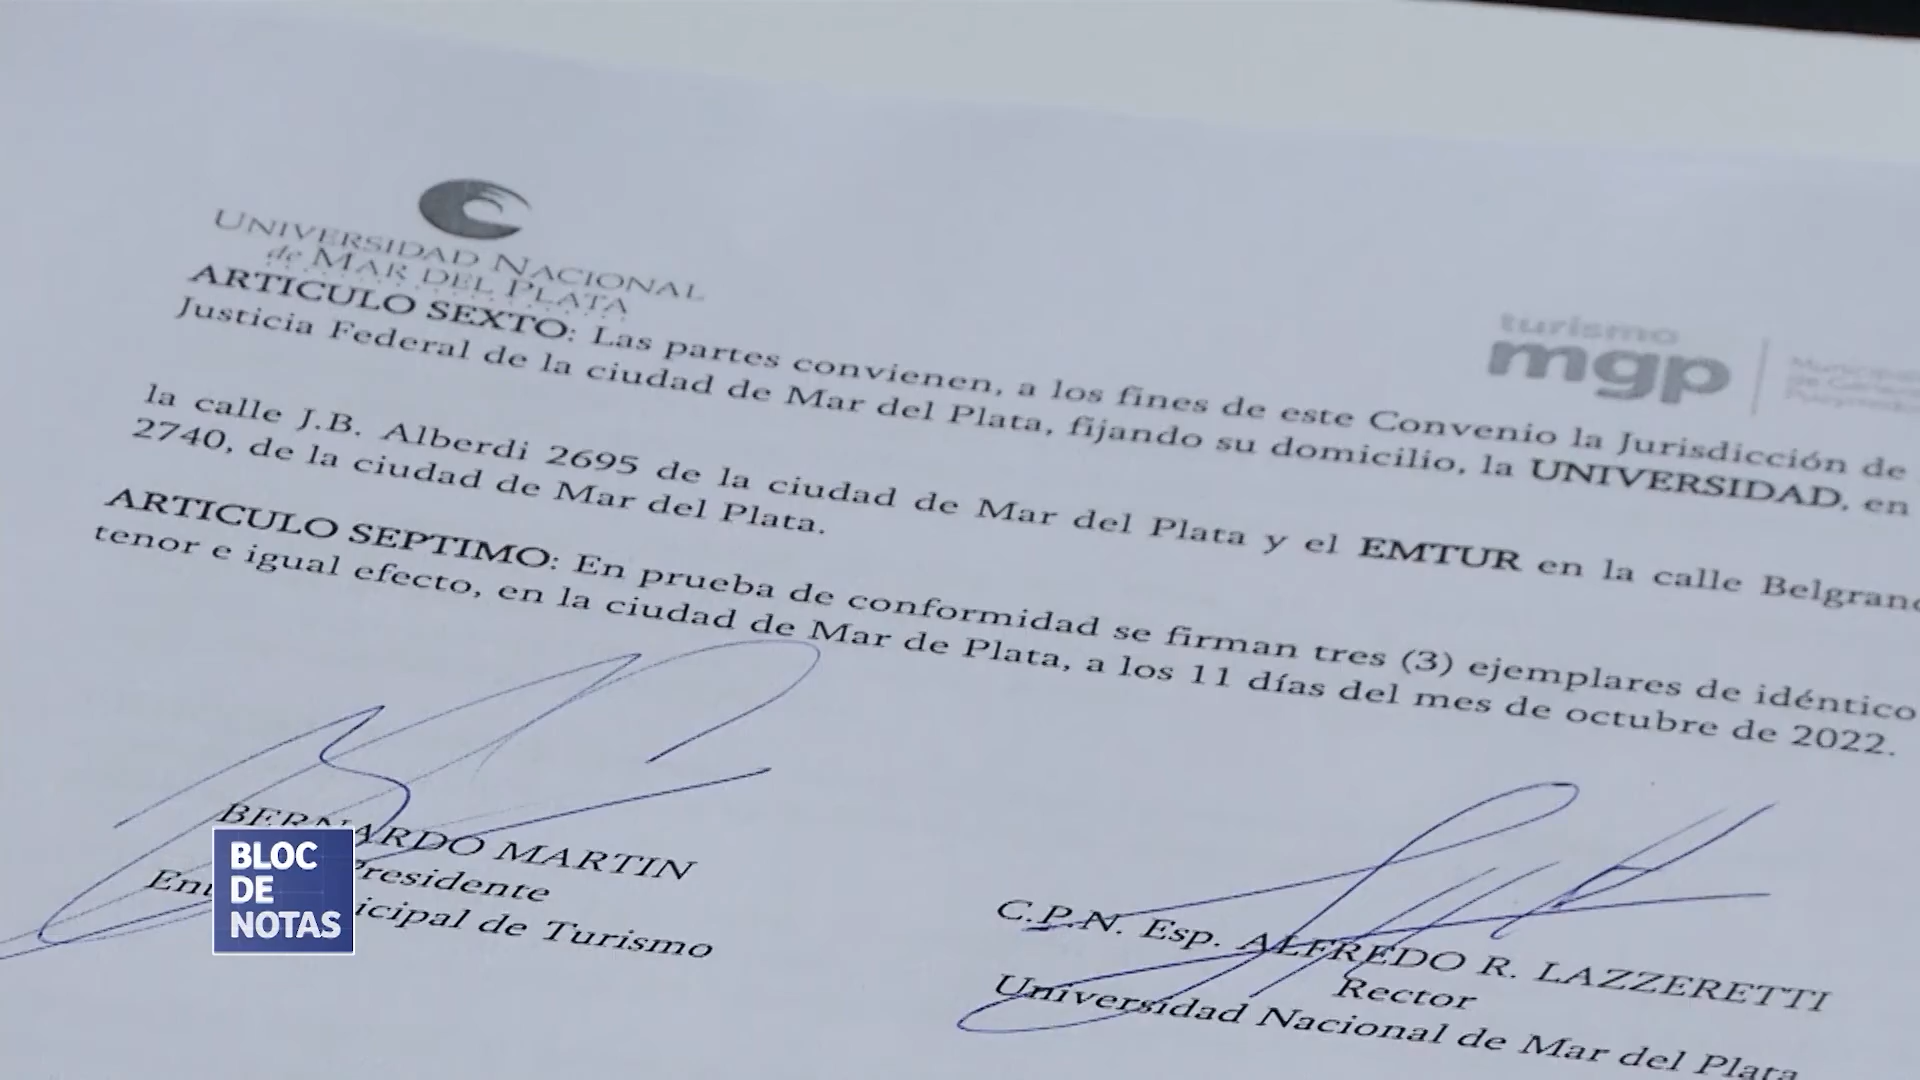 UNIVERSIDAD NACIONAL
de MAR DEL PLATA
turismo
mgp
ARTICULO SEXTO: Las partes convienen, a los fines de este Convenio la Jurisdicción de
Justicia Federal de la ciudad de Mar del Plata, fijando su domicilio, la UNIVERSIDAD, en
la calle J.B. Alberdi 2695 de la ciudad de Mar del Plata y el EMTUR en la calle Belgrano
2740, de la ciudad de Mar del Plata.
ARTICULO SEPTIMO: En prueba de conformidad se firman tres (3) ejemplares de idéntico
tenor e igual efecto, en la ciudad de Mar de Plata, a los 11 días del mes de octubre de 2022.
BERNARDO MARTIN
Presidente
icipal de Turismo
C.P.N. Esp. ALFREDO R. LAZZERETTI
Rector
Universidad Nacional de Mar del Plata
BLOC
DE
NOTAS